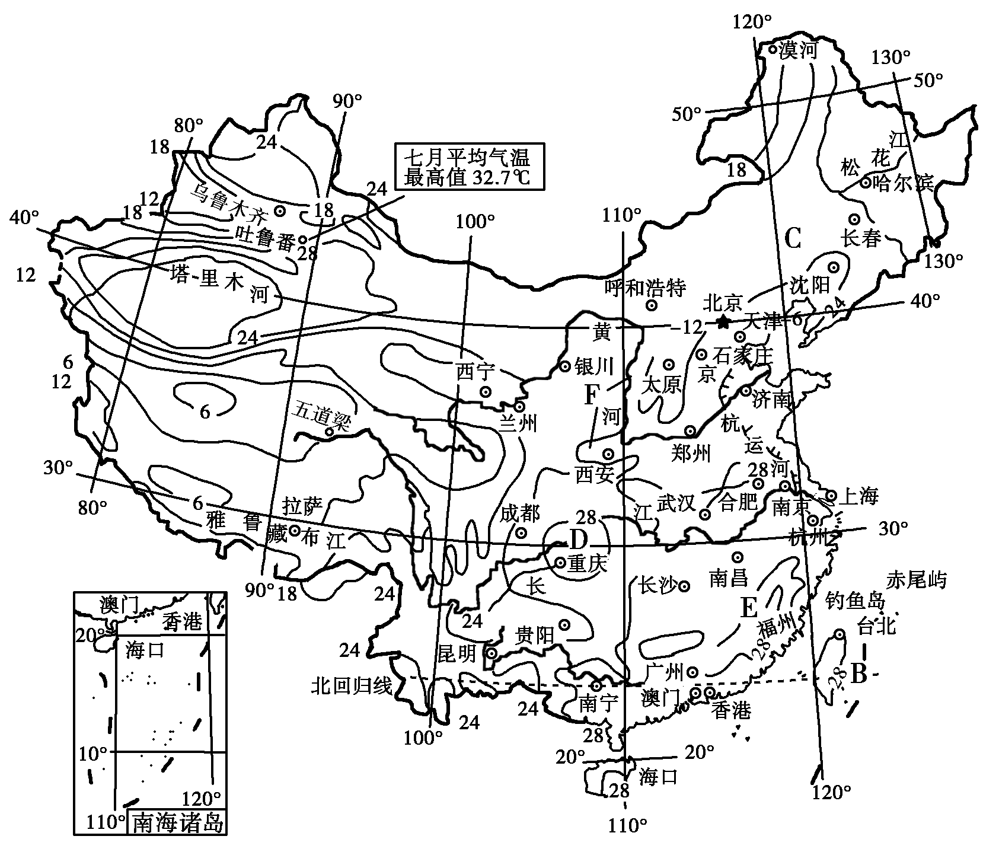 120°
漠河
130°
50°
50°
90°
80°
18
24
江
花
松
七月平均气温
最高值 32.7℃
18
哈尔滨
24
乌鲁木齐
12
18
18
40°
110°
100°
长春
吐鲁番
28
C
130°
12
塔里木河
呼和浩特
沈阳
北京
24
40°
黄
-12
天津
-6
24
6
12
西宁
银川
石家庄
太原
京
F
济南
6
五道梁
兰州
河
杭
郑州
运
30°
西安
28
河
80°
6
拉萨
成都
28
江
武汉
合肥
南京
上海
雅鲁藏布江
D
杭州
30°
重庆
90°
18
24
长
长沙
南昌
赤尾屿
钓鱼岛
E
24
福州
台北
贵阳
24
昆明
28
广州
28
B
北回归线
24
24
南宁
澳门
香港
100°
28
20°
20°
海口
28
120°
110°
澳门
香港
20°
海口
10°
120°
110°
南海诸岛